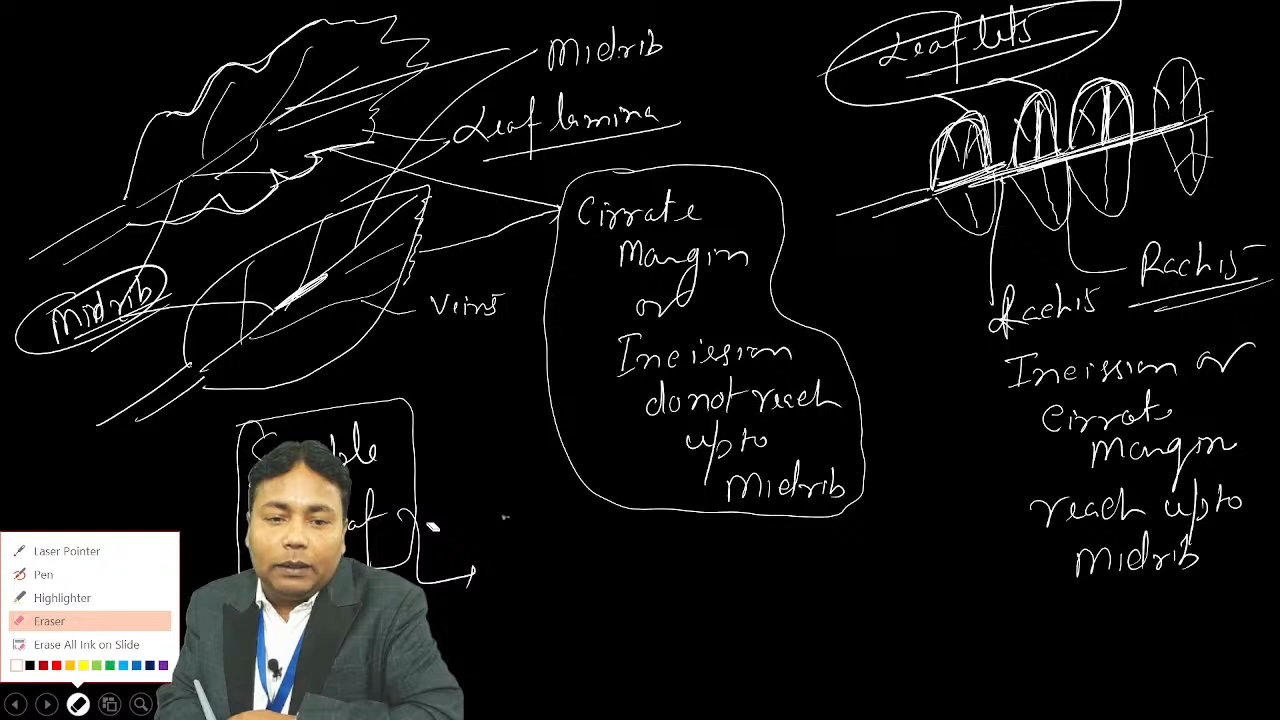 Midrib
Leaf lamina
Midrib
Veins
Cirrate
Margin
or
Incission
do not reach
upto
Midrib
Leaflets
Rachis
Rachis
Incission or
Cirrate
Margin
reach upto
Midrib
Laser Pointer
Pen
Highlighter
Eraser
Erase All Ink on Slide